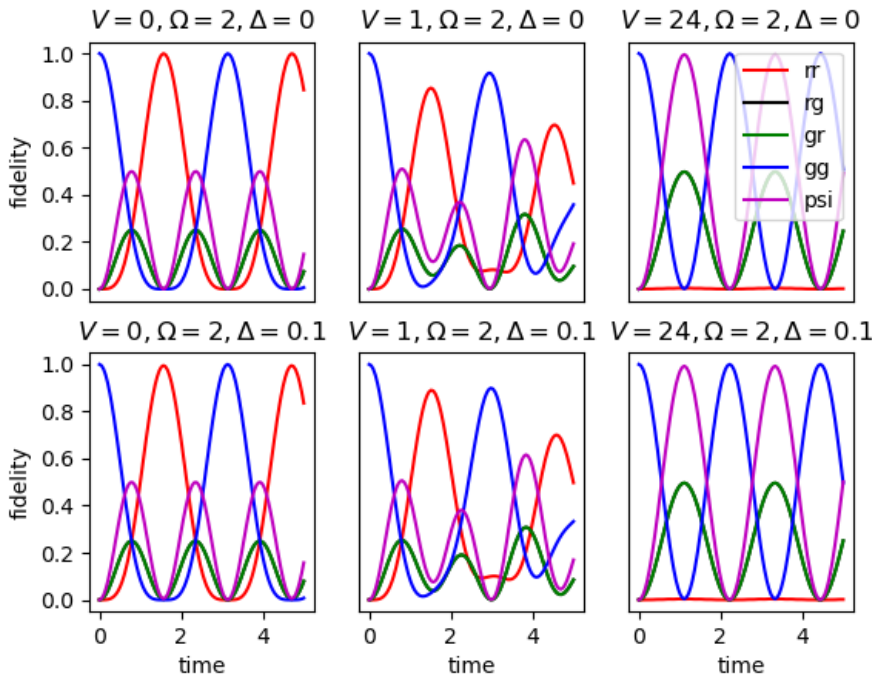 V = 0, Ω = 2, Δ = 0
V = 1, Ω = 2, Δ = 0
V = 24, Ω = 2, Δ = 0
1.0
0.8
0.6
0.4
0.2
0.0
fidelity
rr
rg
gr
gg
psi
V = 0, Ω = 2, Δ = 0.1
V = 1, Ω = 2, Δ = 0.1
V = 24, Ω = 2, Δ = 0.1
1.0
0.8
0.6
0.4
0.2
0.0
fidelity
0 2 4
0 2 4
0 2 4
time
time
time